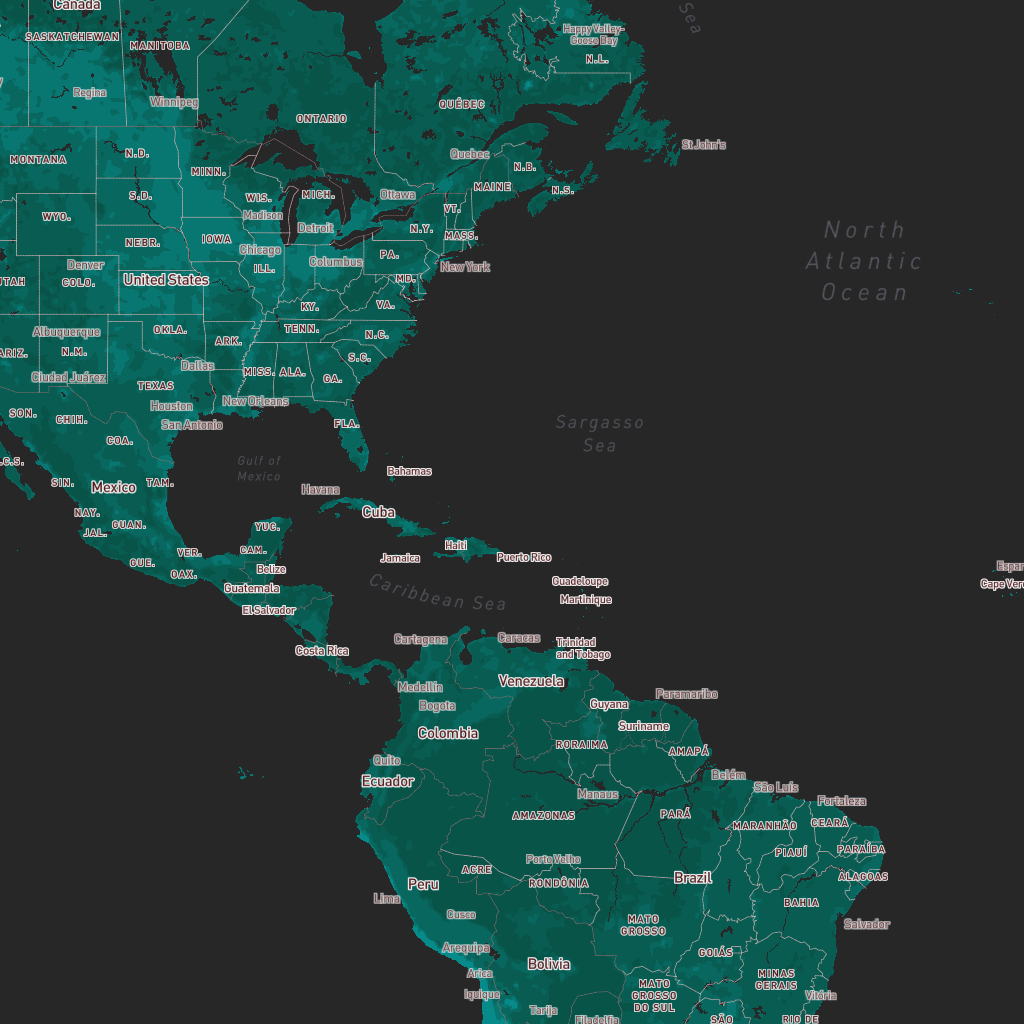 Canada
Sea
SASKATCHEWAN
MANITOBA
Happy Valley-
Goose Bay
N.L.
Regina
Winnipeg
QUÉBEC
ONTARIO
St John's
MONTANA
N.D.
MINN.
Quebec
N.B.
MAINE
N.S.
S.D.
WIS.
MICH.
Ottawa
WYO.
Madison
VT.
Detroit
N.Y.
MASS.
North
Atlantic
Ocean
NEBR.
IOWA
Chicago
ILL.
Columbus
PA.
New York
Denver
COLO.
UTAH
United States
MD.
KY.
VA.
Albuquerque
OKLA.
TENN.
N.C.
ARK.
ARIZ.
N.M.
S.C.
Dallas
Ciudad Juárez
TEXAS
MISS.
ALA.
GA.
Houston
New Orleans
SON.
CHIH.
San Antonio
FLA.
Sargasso
Sea
COA.
Gulf of
Mexico
.C.S.
Bahamas
SIN.
Mexico
TAM.
Havana
NAY.
GUAN.
Cuba
JAL.
YUC.
Haiti
VER.
CAM.
Jamaica
Puerto Rico
GUE.
OAX.
Belize
Guatemala
Caribbean Sea
Guadeloupe
Martinique
Espar
Cape Verd
El Salvador
Costa Rica
Cartagena
Caracas
Trinidad
and Tobago
Venezuela
Medellín
Bogota
Paramaribo
Guyana
Colombia
Suriname
RORAIMA
AMAPÁ
Quito
Ecuador
Belém
São Luis
Manaus
Fortaleza
AMAZONAS
PARÁ
MARANHÃO
CEARÁ
PIAUÍ
PARAÍBA
Porto Velho
ACRE
RONDÔNIA
Brazil
ALAGOAS
Peru
Lima
BAHIA
Cusco
MATO
GROSSO
Salvador
Arequipa
GOIÁS
Bolivia
Arica
MINAS
GERAIS
MATO
GROSSO
DO SUL
Iquique
Vitória
Tarija
Filadelfia
SÃO
RIO DE